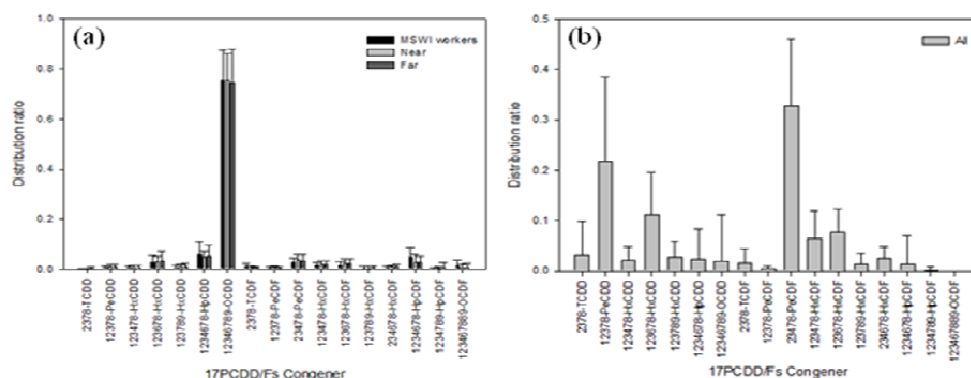 (a)
1.0
0.8
0.6
0.4
0.2
0.0
Distribution ratio
MSWI workers
Near
Far
2378-TCDD
12378-PeCDD
123478-HxCDD
123678-HxCDD
123789-HxCDD
1234678-HpCDD
12346789-OCDD
2378-TCDF
12378-PeCDF
23478-PeCDF
123478-HxCDF
123678-HxCDF
123789-HxCDF
234678-HxCDF
1234678-HpCDF
1234789-HpCDF
12346789-OCDF
17PCDD/Fs Congener
(b)
0.5
0.4
0.3
0.2
0.1
0.0
Distribution ratio
All
2378-TCDD
12378-PeCDD
123478-HxCDD
123678-HxCDD
123789-HxCDD
1234678-HpCDD
12346789-OCDD
2378-TCDF
12378-PeCDF
23478-PeCDF
123478-HxCDF
123678-HxCDF
123789-HxCDF
234678-HxCDF
1234678-HpCDF
1234789-HpCDF
12346789-OCDF
17PCDD/Fs Congener